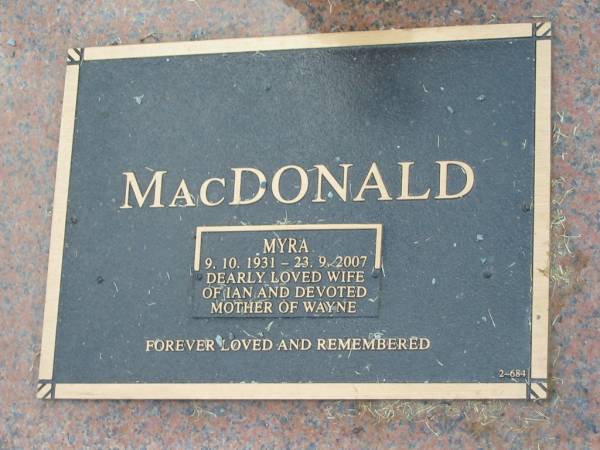 MacDONALD
MYRA
9. 10. 1931 – 23. 9. 2007
DEARLY LOVED WIFE
OF IAN AND DEVOTED
MOTHER OF WAYNE
FOREVER LOVED AND REMEMBERED
2–684